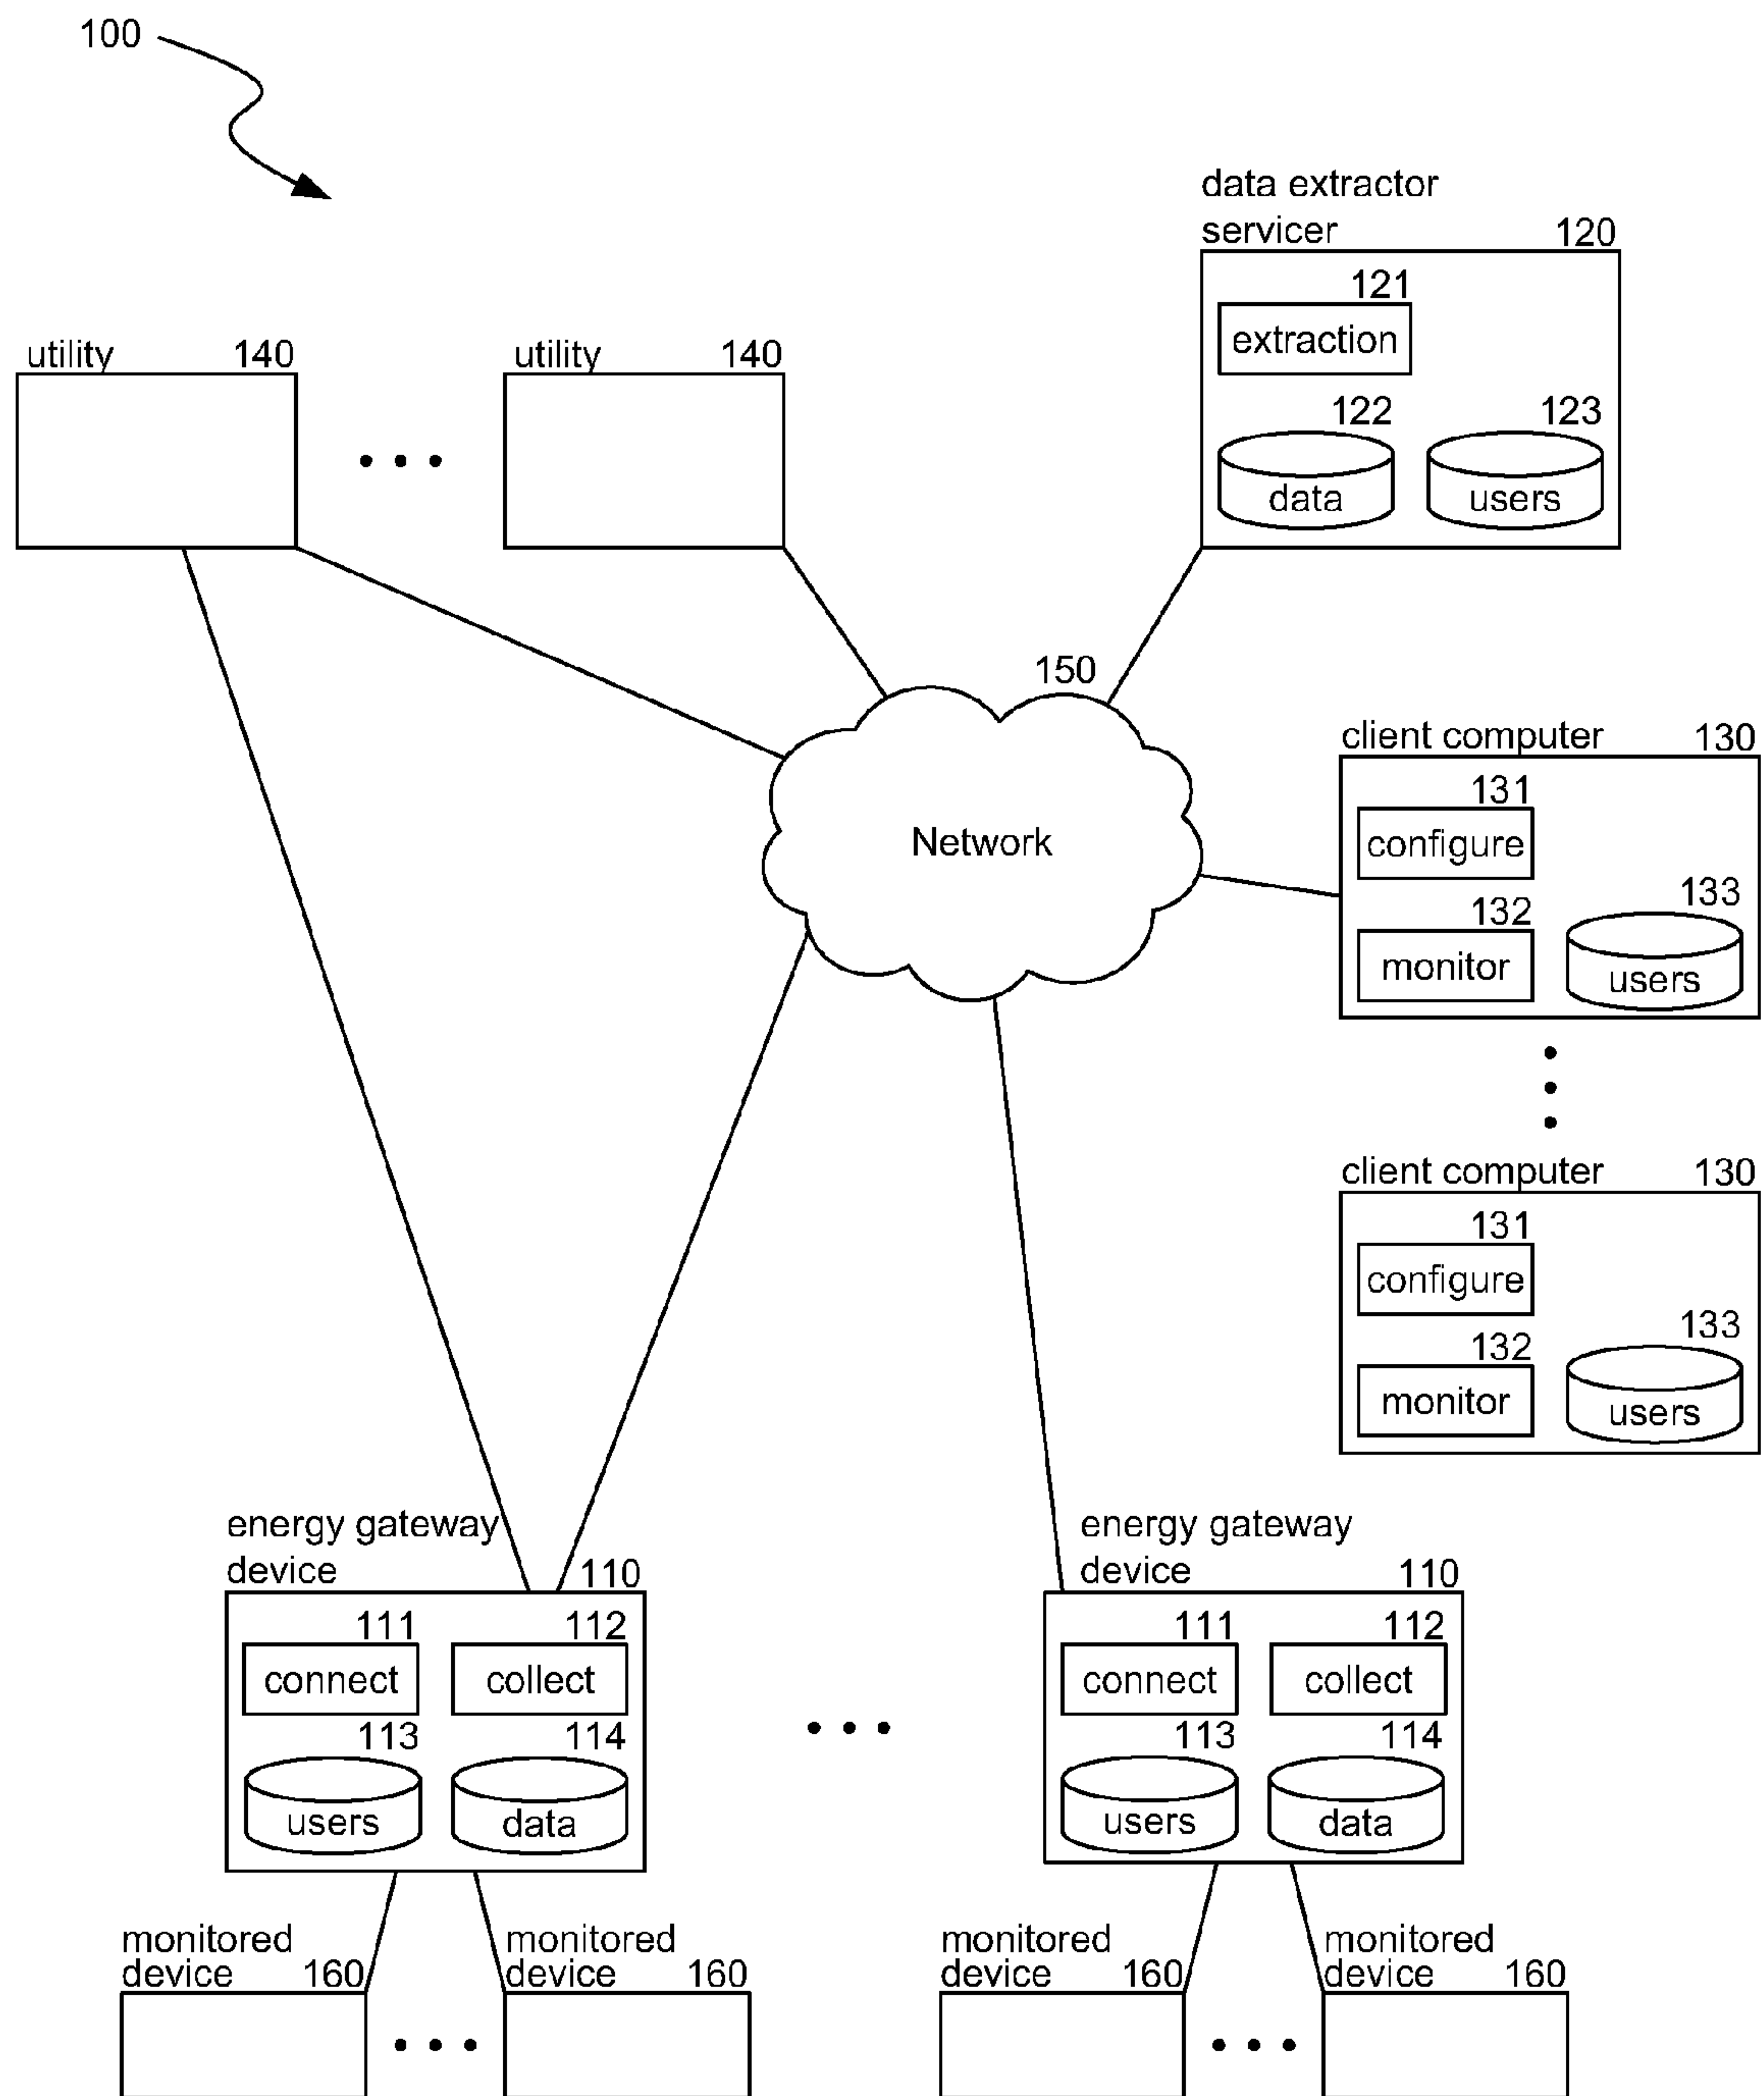 100
data extractor
servicer 120
121
extraction
122 123
data users
utility 140 utility 140
150
Network
client computer 130
131
configure
133
132
monitor users
client computer 130
131
configure
133
132
monitor users
energy gateway energy gateway
device 110 device 110
111 112 111 112
connect collect connect collect
113 114 113 114
users data users data
monitored monitored monitored monitored
device 160 device 160 device 160 device 160